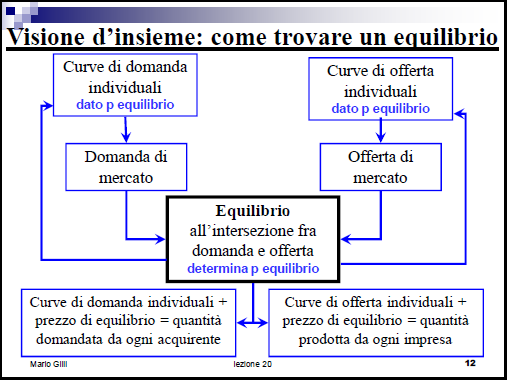 Visione d’insieme: come trovare un equilibrio
Curve di domanda
individuali
dato p equilibrio
Curve di offerta
individuali
dato p equilibrio
Domanda di
mercato
Offerta di
mercato
Equilibrio
all’intersezione fra
domanda e offerta
determina p equilibrio
Curve di domanda individuali +
prezzo di equilibrio = quantità
domandata da ogni acquirente
Curve di offerta individuali +
prezzo di equilibrio = quantità
prodotta da ogni impresa
Mario Gilli
lezione 20
12